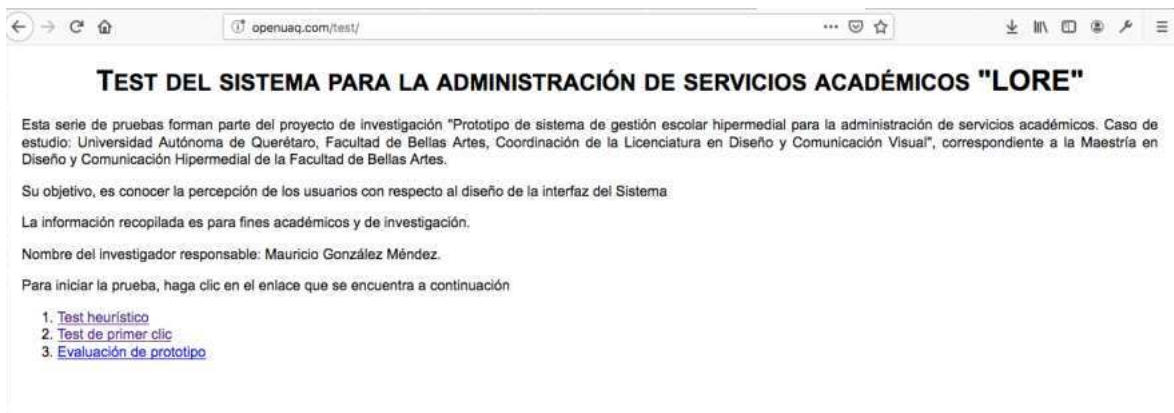 openuaq.com/test/
TEST DEL SISTEMA PARA LA ADMINISTRACIÓN DE SERVICIOS ACADÉMICOS "LORE"
Esta serie de pruebas forman parte del proyecto de investigación "Prototipo de sistema de gestión escolar hipermedial para la administración de servicios académicos. Caso de
estudio: Universidad Autónoma de Querétaro, Facultad de Bellas Artes, Coordinación de la Licenciatura en Diseño y Comunicación Visual", correspondiente a la Maestría en
Diseño y Comunicación Hipermedial de la Facultad de Bellas Artes.
Su objetivo, es conocer la percepción de los usuarios con respecto al diseño de la interfaz del Sistema
La información recopilada es para fines académicos y de investigación.
Nombre del investigador responsable: Mauricio González Méndez.
Para iniciar la prueba, haga clic en el enlace que se encuentra a continuación
1. Test heurístico
2. Test de primer clic
3. Evaluación de prototipo